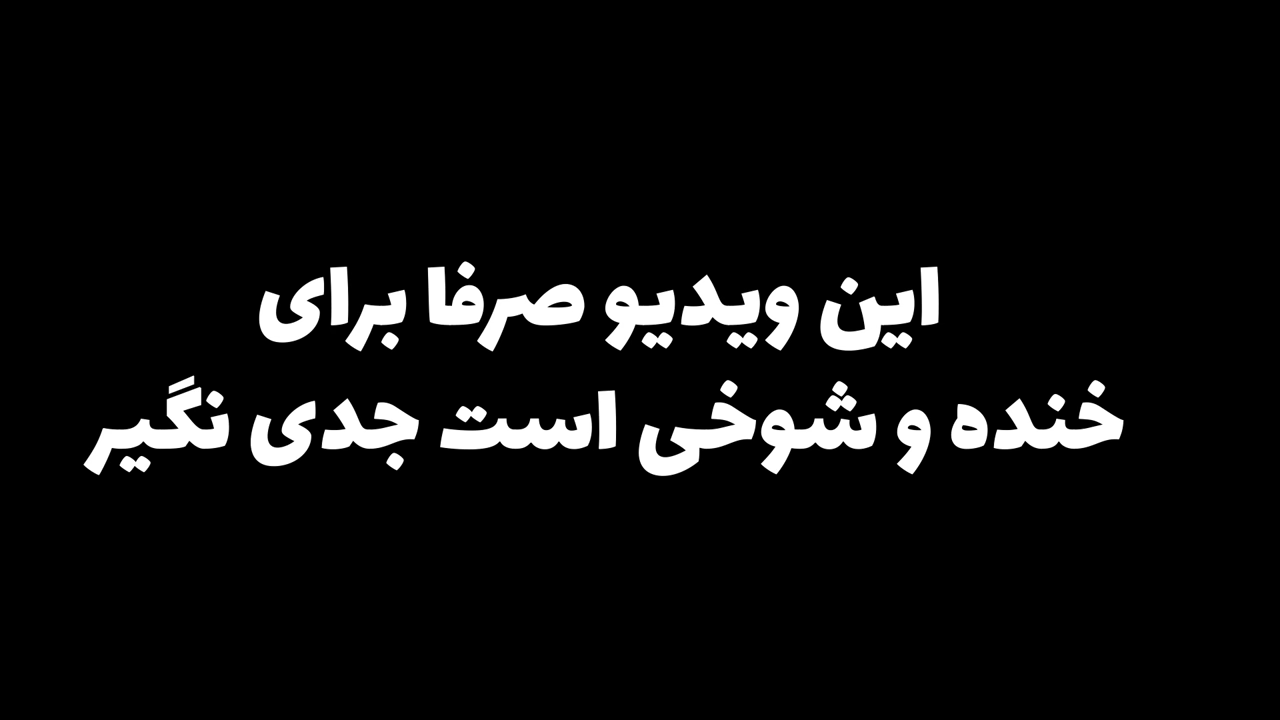 این ویدیو صرفا برای
خنده و شوخی است جدی نگیر